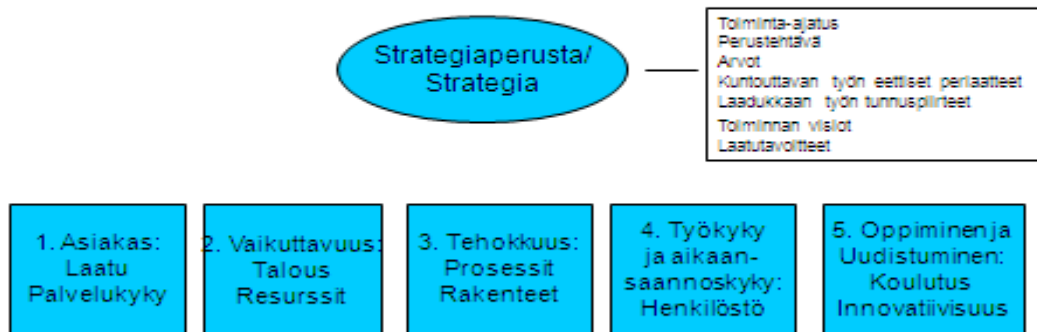 Strategiaperusta/
Strategia
Toiminta-ajatus
Perustehtävä
Arvot
Kuntouttavan työn eettiset periaatteet
Laadukkaan työn tunnuspiirteet
Toiminnan visiot
Laatutavoitteet
1. Asiakas:
Laatu
Palvelukyky
2. Vaikuttavuus:
Talous
Resurssit
3. Tehokkuus:
Prosessit
Rakenteet
4. Työkyky
ja aikaan-
saannoskyky:
Henkilöstö
5. Oppiminen ja
Uudistuminen:
Koulutus
Innovatiivisuus